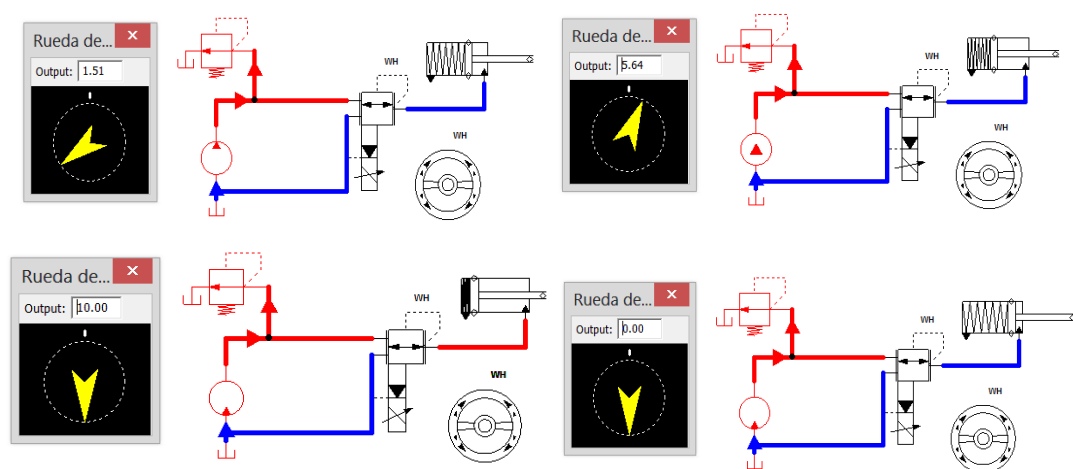 Rueda de...
Output: 1.51
WH
WH
Rueda de...
Output: 5.64
WH
WH
Rueda de...
Output: 10.00
WH
WH
Rueda de...
Output: 0.00
WH
WH